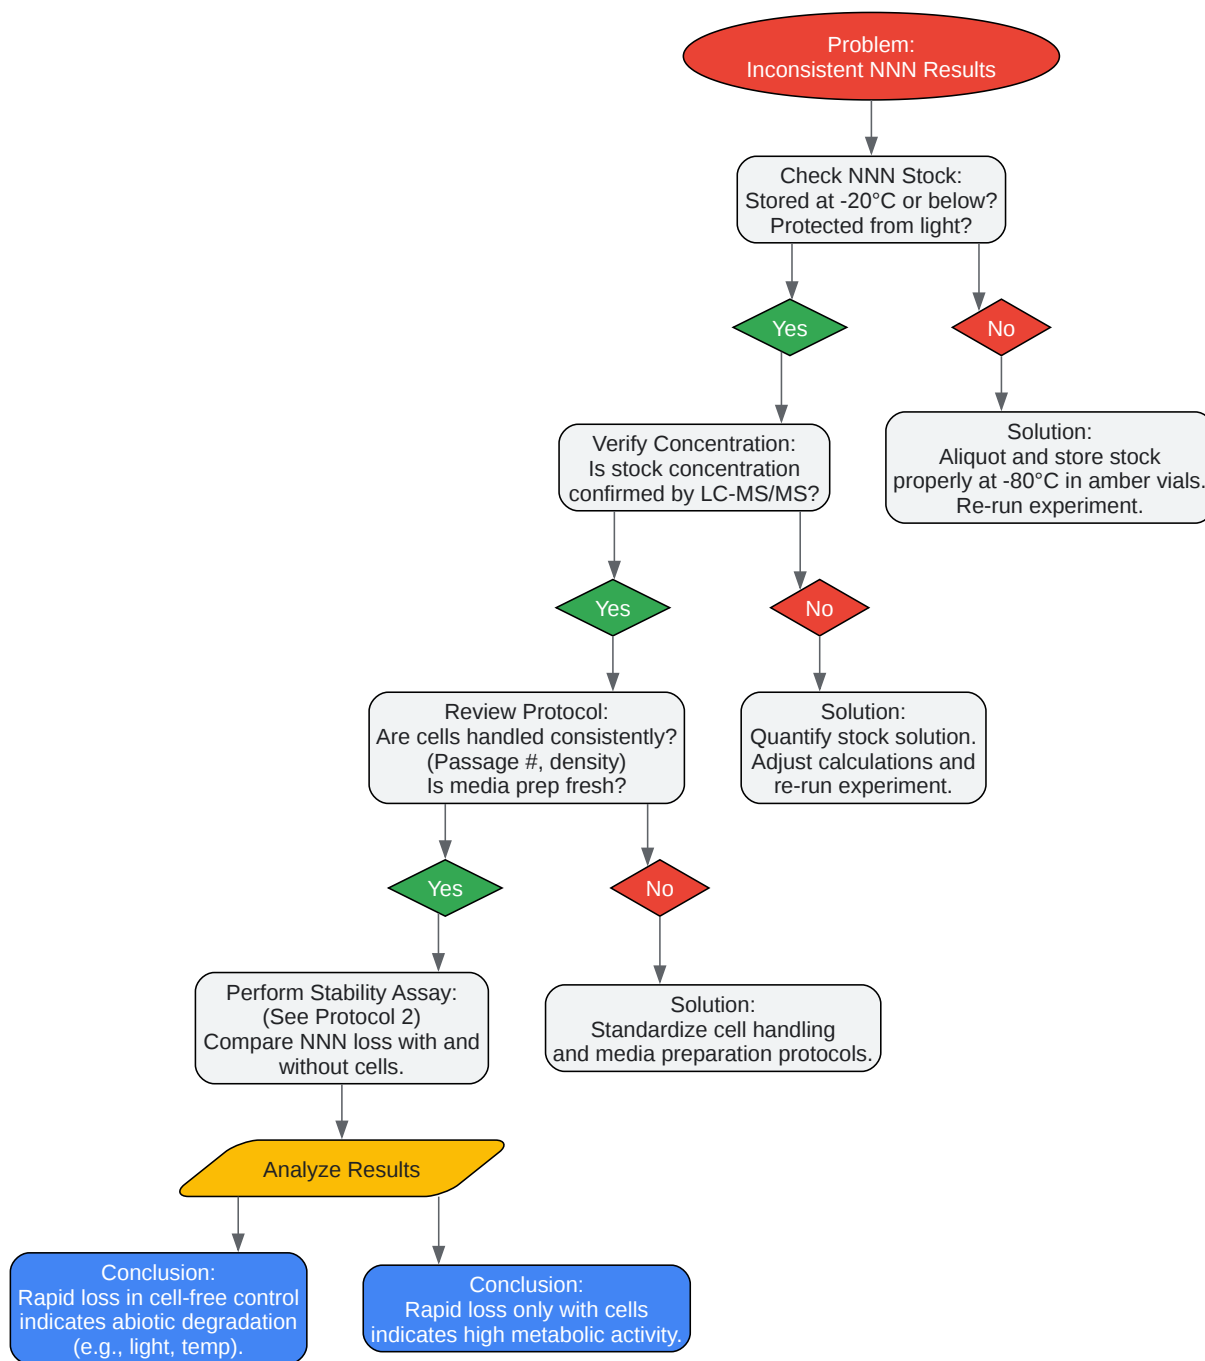 Problem:
Inconsistent NNN Results
Check NNN Stock:
Stored at -20°C or below?
Protected from light?
Yes
No
Verify Concentration:
Is stock concentration
confirmed by LC-MS/MS?
Solution:
Aliquot and store stock
properly at -80°C in amber vials.
Re-run experiment.
Yes
No
Review Protocol:
Are cells handled consistently?
(Passage #, density)
Is media prep fresh?
Solution:
Quantify stock solution.
Adjust calculations and
re-run experiment.
Yes
No
Perform Stability Assay:
(See Protocol 2)
Compare NNN loss with and
without cells.
Solution:
Standardize cell handling
and media preparation protocols.
Analyze Results
Conclusion:
Rapid loss in cell-free control
indicates abiotic degradation
(e.g., light, temp).
Conclusion:
Rapid loss only with cells
indicates high metabolic activity.